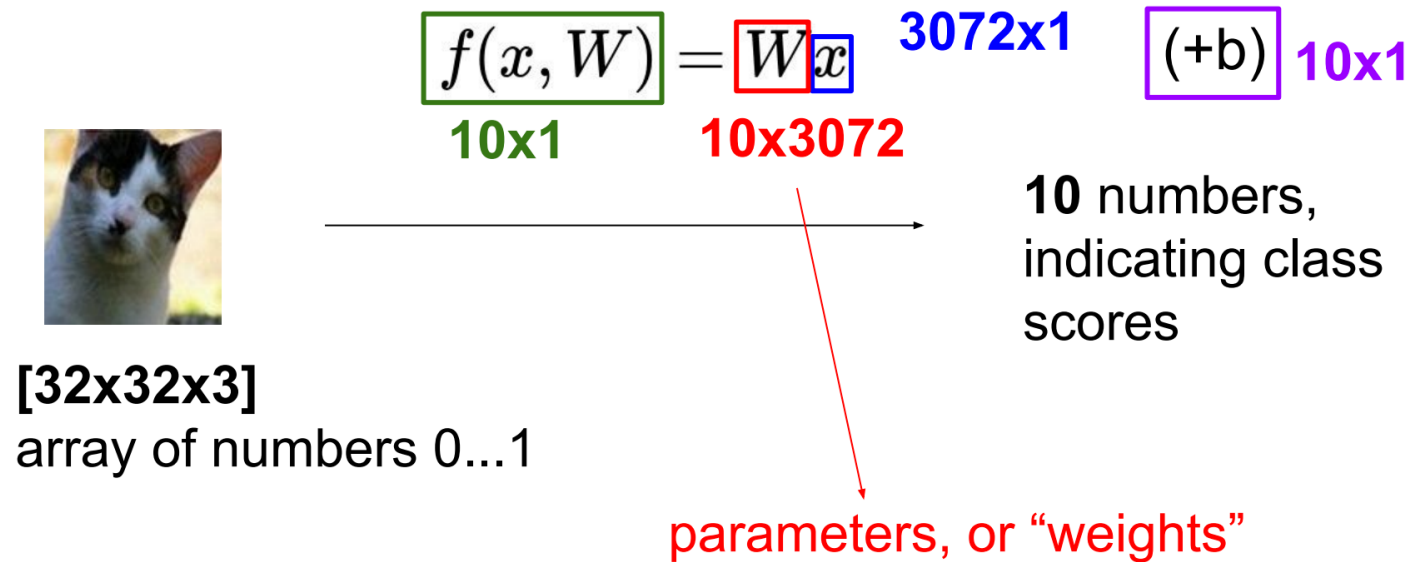 f(x, W) = Wx 3072x1 (+b) 10x1
10x1 10x3072
10 numbers,
indicating class
scores
[32x32x3]
array of numbers 0...1
parameters, or “weights”